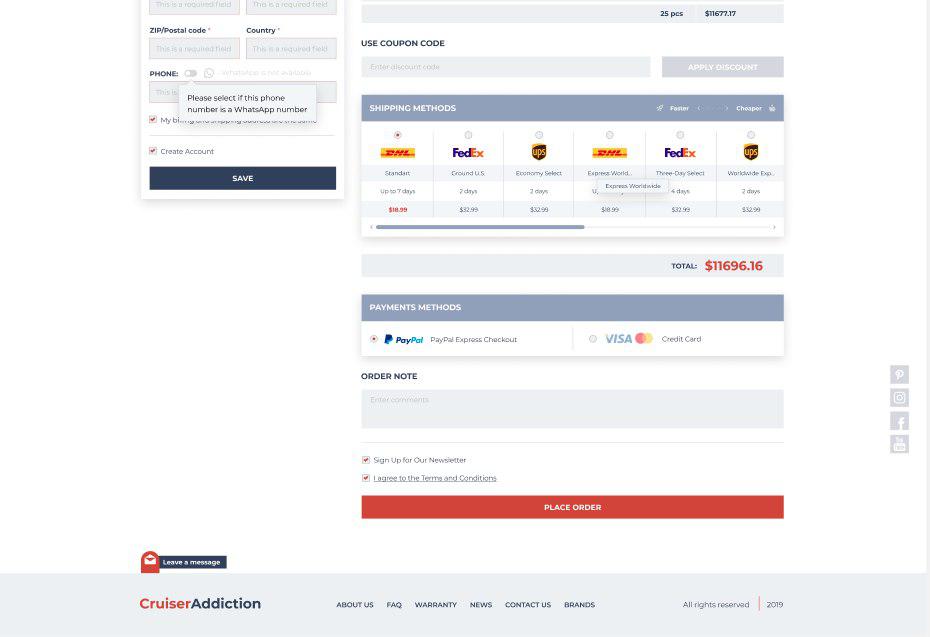 This is a required field
This is a required field
ZIP/Postal code *
Country *
This is a required field
This is a required field
PHONE:
WhatsApp is not available
This is
Please select if this phone
number is a WhatsApp number
My billing and shipping address are the same
Create Account
SAVE
25 pcs
$11677.17
USE COUPON CODE
Enter discount code
APPLY DISCOUNT
SHIPPING METHODS
Faster
Cheaper
DHL FedEx ups DHL FedEx ups
Standart Ground U.S. Economy Select Express World... Three-Day Select Worldwide Exp...
Express Worldwide
Up to 7 days 2 days 2 days 4 days 2 days
$18.99 $32.99 $32.99 $18.99 $32.99 $32.99
TOTAL: $11696.16
PAYMENTS METHODS
PayPal PayPal Express Checkout
VISA Credit Card
ORDER NOTE
Enter comments
Sign Up for Our Newsletter
I agree to the Terms and Conditions
PLACE ORDER
You Tube
Leave a message
CruiserAddiction
ABOUT US FAQ WARRANTY NEWS CONTACT US BRANDS
All rights reserved 2019